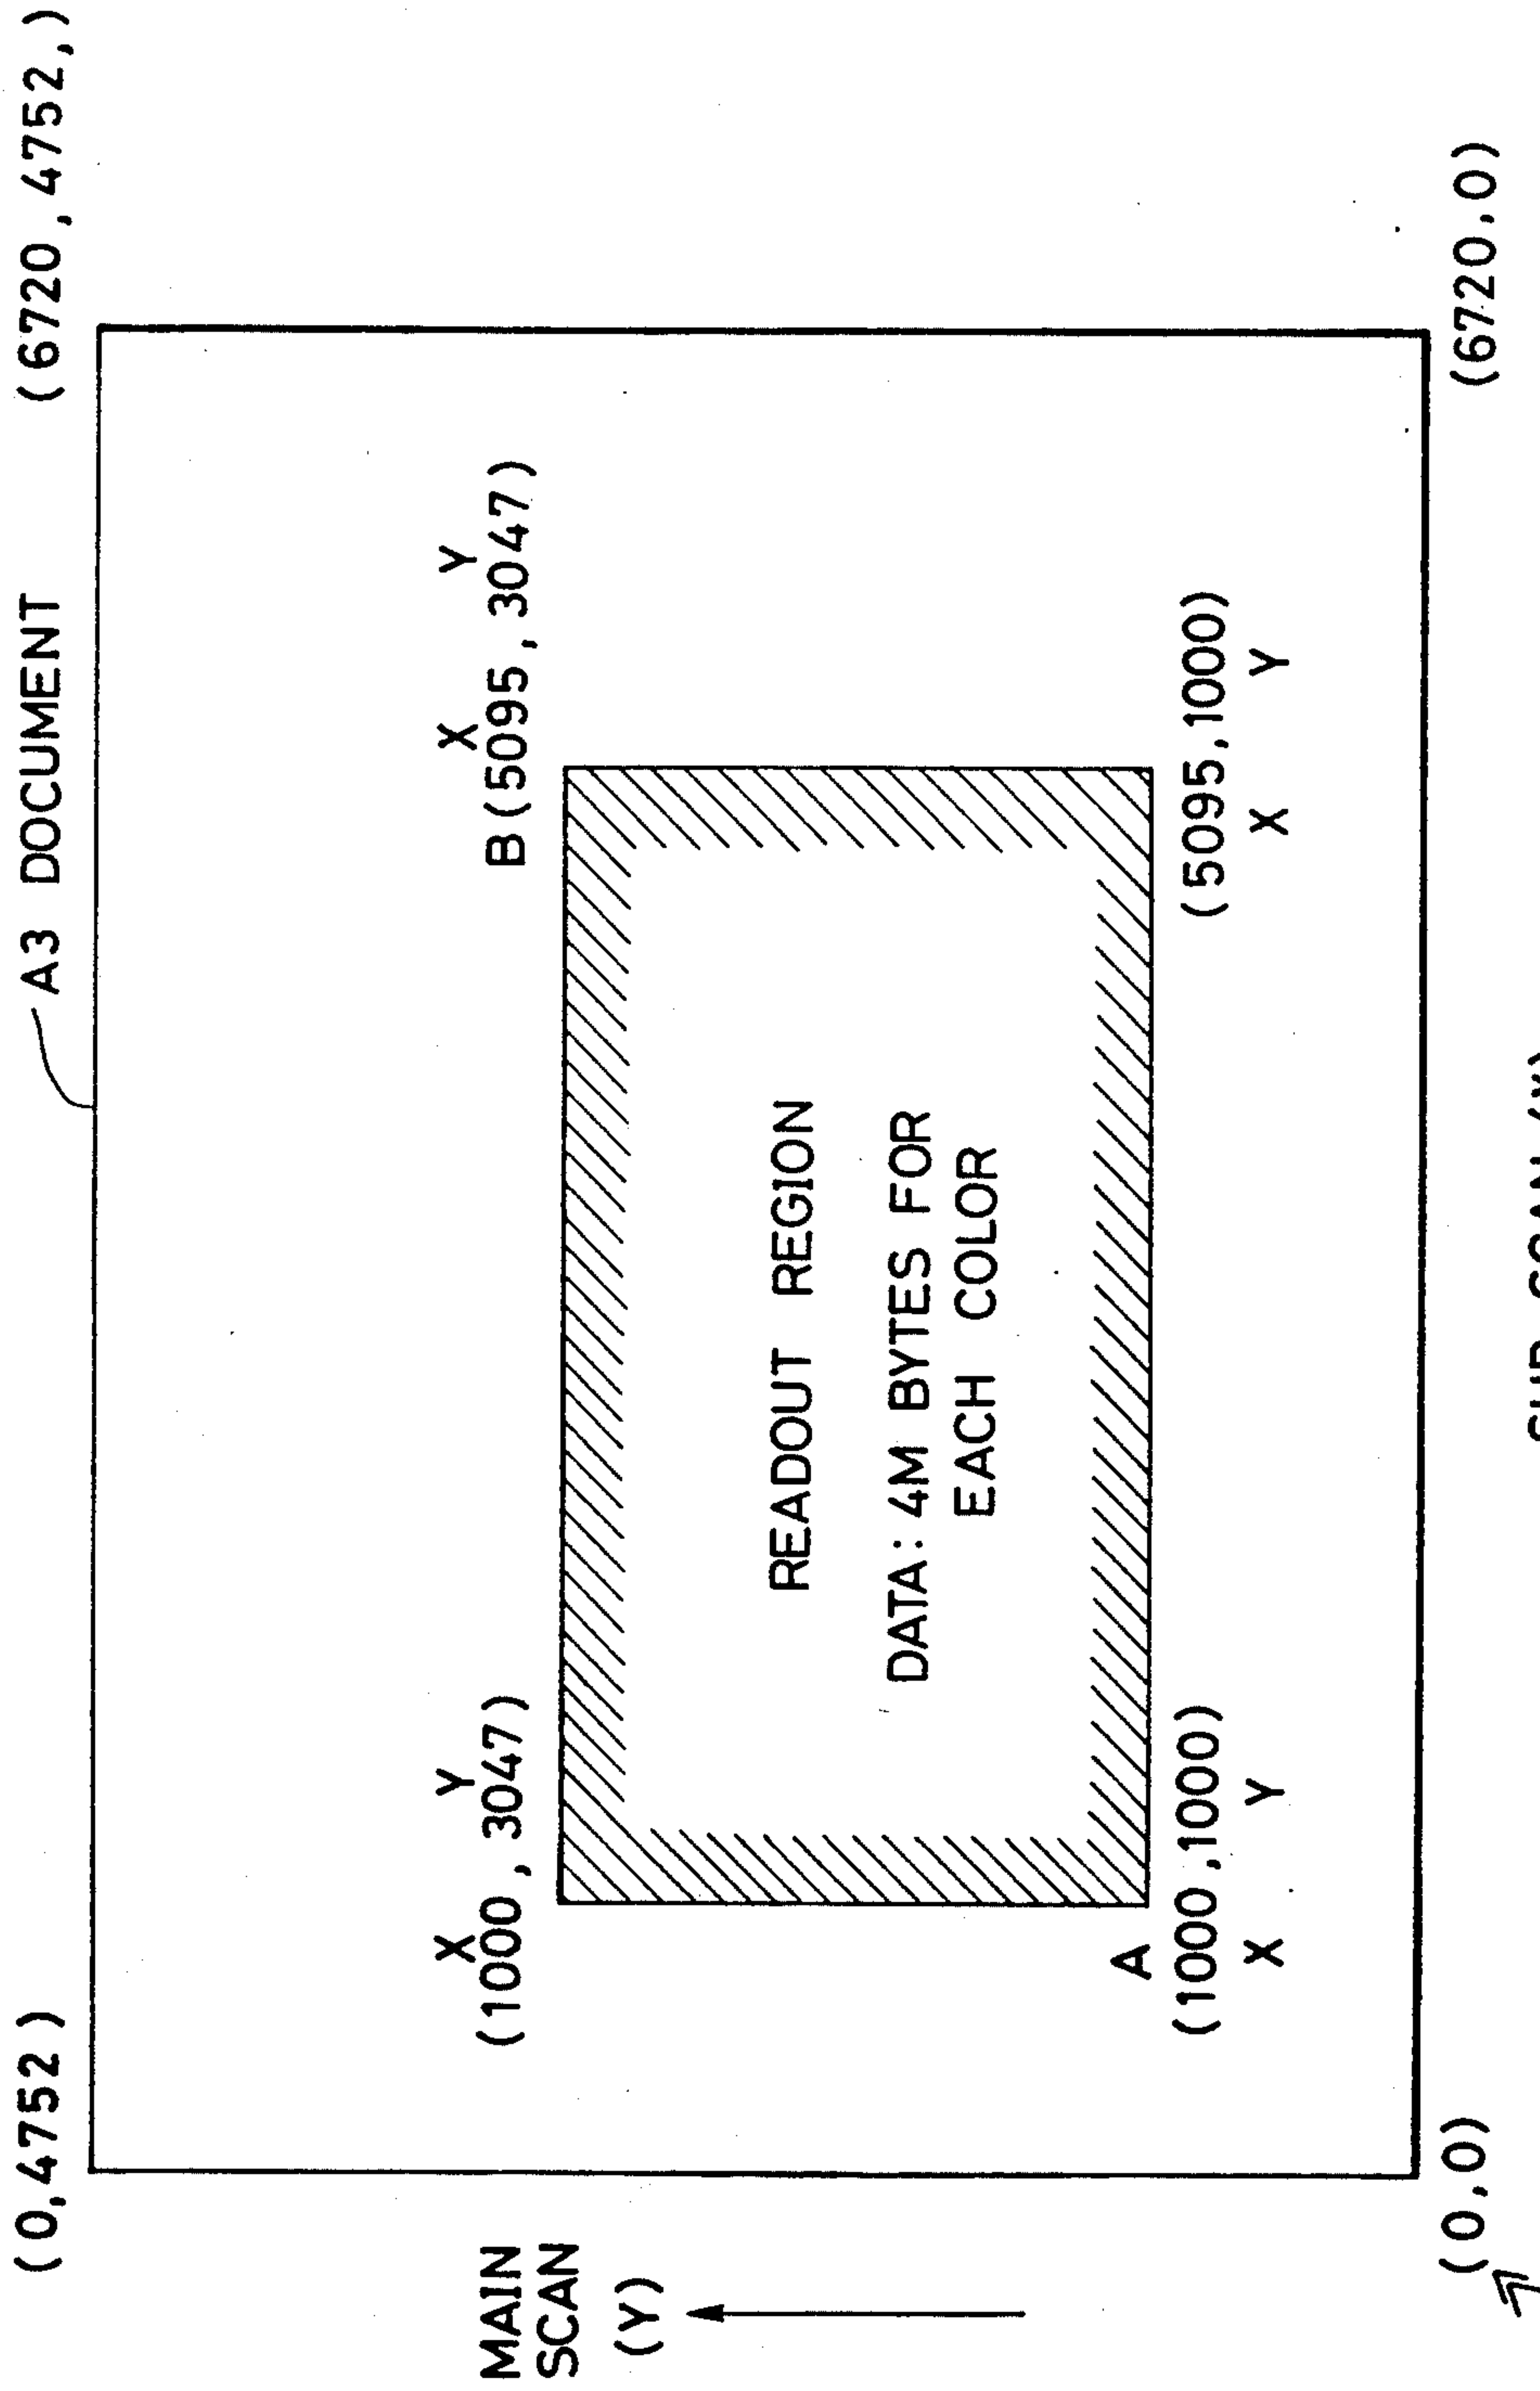 A3 DOCUMENT
(0,4752)
(6720,4752,)
X Y
(1000,3047)
X Y
B(5095,3047)
MAIN
SCAN
(Y)
READOUT REGION
DATA: 4M BYTES FOR
EACH COLOR
A
(1000,1000)
X Y
(5095,1000)
X Y
(0,0)
(6720,0)